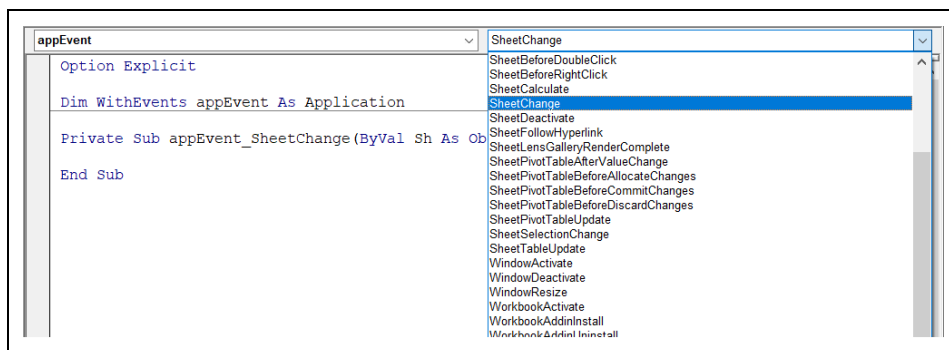 appEvent
SheetChange
Option Explicit
Dim WithEvents appEvent As Application
Private Sub appEvent_SheetChange(ByVal Sh As Ob
End Sub
SheetBeforeDoubleClick
SheetBeforeRightClick
SheetCalculate
SheetChange
SheetDeactivate
SheetFollowHyperlink
SheetLensGalleryRenderComplete
SheetPivotTableAfterValueChange
SheetPivotTableBeforeAllocateChanges
SheetPivotTableBeforeCommitChanges
SheetPivotTableBeforeDiscardChanges
SheetPivotTableUpdate
SheetSelectionChange
SheetTableUpdate
WindowActivate
WindowDeactivate
WindowResize
WorkbookActivate
WorkbookAddinInstall
WorkbookAddinUninstall